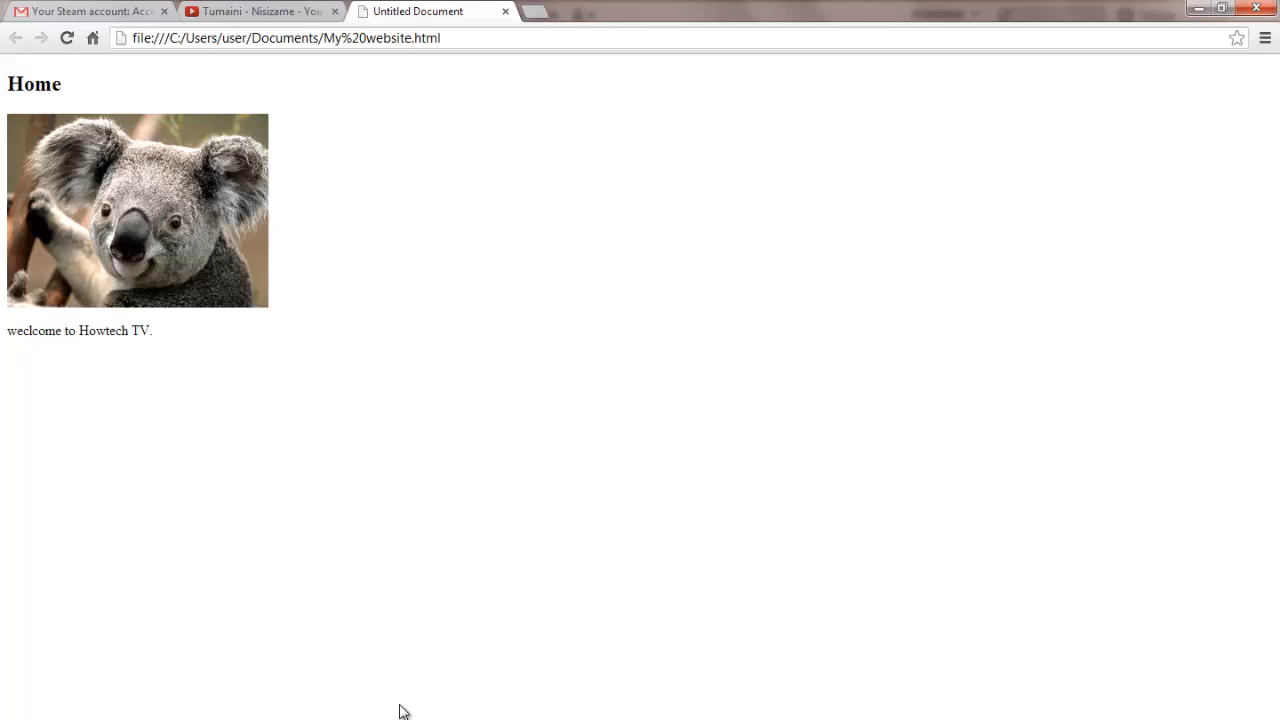 Your Steam account: Acce
Tumaini - Nisizame - You
Untitled Document
file:///C:/Users/user/Documents/My%20website.html
Home
weclcome to Howtech TV.